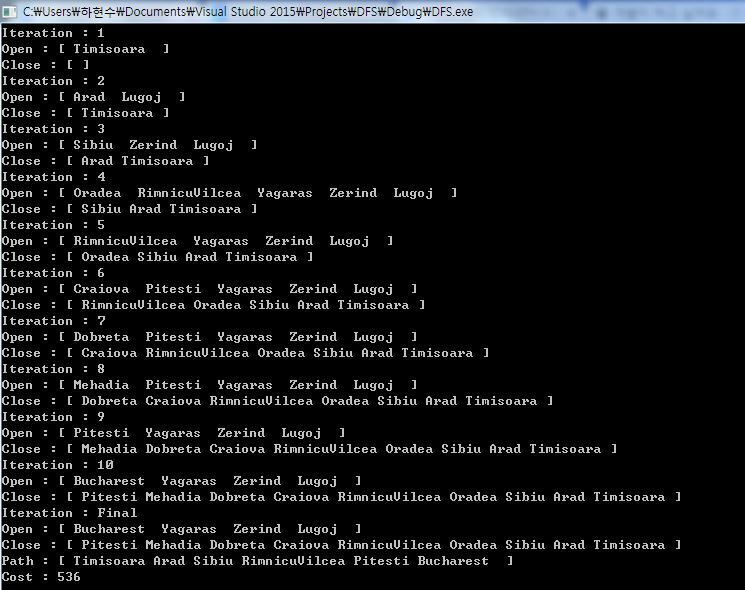 C:₩Users₩하현수₩Documents₩Visual Studio 2015₩Projects₩DFS₩Debug₩DFS.exe
Iteration : 1
Open : [ Timisoara  ]
Close : [ ]
Iteration : 2
Open : [ Arad  Lugoj  ]
Close : [ Timisoara ]
Iteration : 3
Open : [ Sibiu  Zerind  Lugoj  ]
Close : [ Arad Timisoara ]
Iteration : 4
Open : [ Oradea  RimnicuVilcea  Yagaras  Zerind  Lugoj  ]
Close : [ Sibiu Arad Timisoara ]
Iteration : 5
Open : [ RimnicuVilcea  Yagaras  Zerind  Lugoj  ]
Close : [ Oradea Sibiu Arad Timisoara ]
Iteration : 6
Open : [ Craiova  Pitesti  Yagaras  Zerind  Lugoj  ]
Close : [ RimnicuVilcea Oradea Sibiu Arad Timisoara ]
Iteration : 7
Open : [ Dobreta  Pitesti  Yagaras  Zerind  Lugoj  ]
Close : [ Craiova RimnicuVilcea Oradea Sibiu Arad Timisoara ]
Iteration : 8
Open : [ Mehadia  Pitesti  Yagaras  Zerind  Lugoj  ]
Close : [ Dobreta Craiova RimnicuVilcea Oradea Sibiu Arad Timisoara ]
Iteration : 9
Open : [ Pitesti  Yagaras  Zerind  Lugoj  ]
Close : [ Mehadia Dobreta Craiova RimnicuVilcea Oradea Sibiu Arad Timisoara ]
Iteration : 10
Open : [ Bucharest  Yagaras  Zerind  Lugoj  ]
Close : [ Pitesti Mehadia Dobreta Craiova RimnicuVilcea Oradea Sibiu Arad Timisoara ]
Iteration : Final
Open : [ Bucharest  Yagaras  Zerind  Lugoj  ]
Close : [ Pitesti Mehadia Dobreta Craiova RimnicuVilcea Oradea Sibiu Arad Timisoara ]
Path : [ Timisoara Arad Sibiu RimnicuVilcea Pitesti Bucharest  ]
Cost : 536